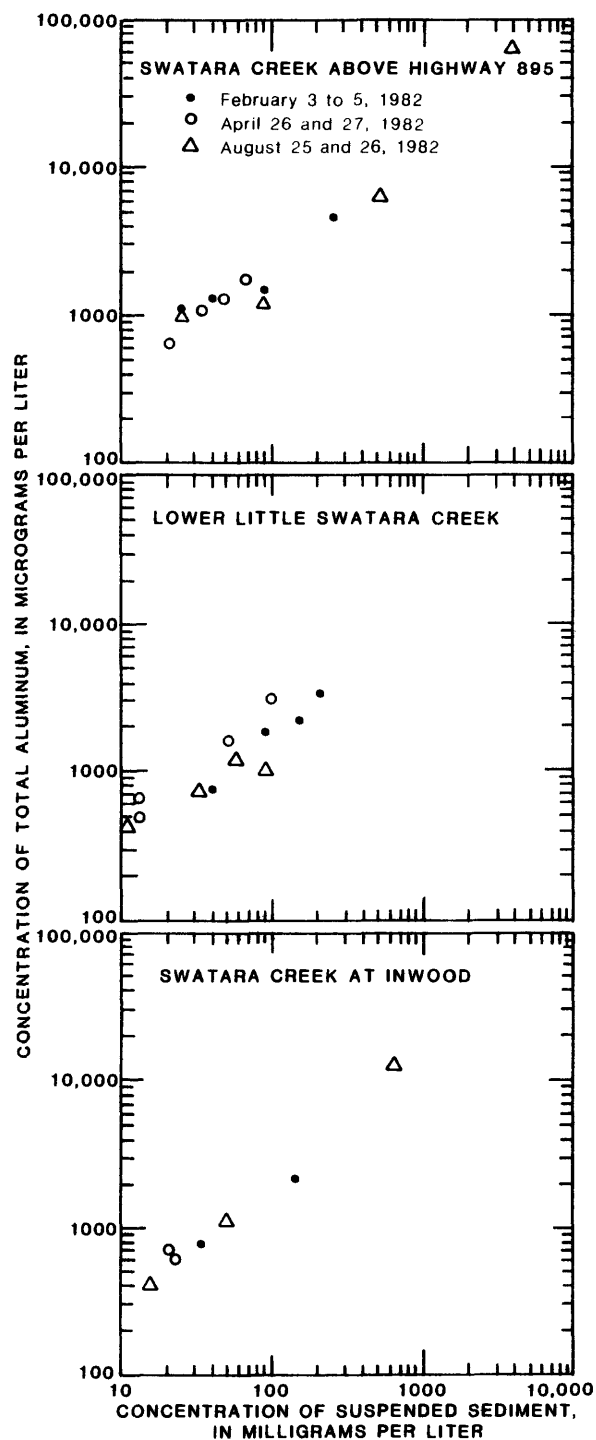 100,000
SWATARA CREEK ABOVE HIGHWAY 895
February 3 to 5, 1982
April 26 and 27, 1982
August 25 and 26, 1982
10,000
1000
100
100,000
LOWER LITTLE SWATARA CREEK
10,000
1000
100
100,000
SWATARA CREEK AT INWOOD
10,000
1000
100
10 100 1000 10,000
CONCENTRATION OF SUSPENDED SEDIMENT,
IN MILLIGRAMS PER LITER
CONCENTRATION OF TOTAL ALUMINUM, IN MICROGRAMS PER LITER